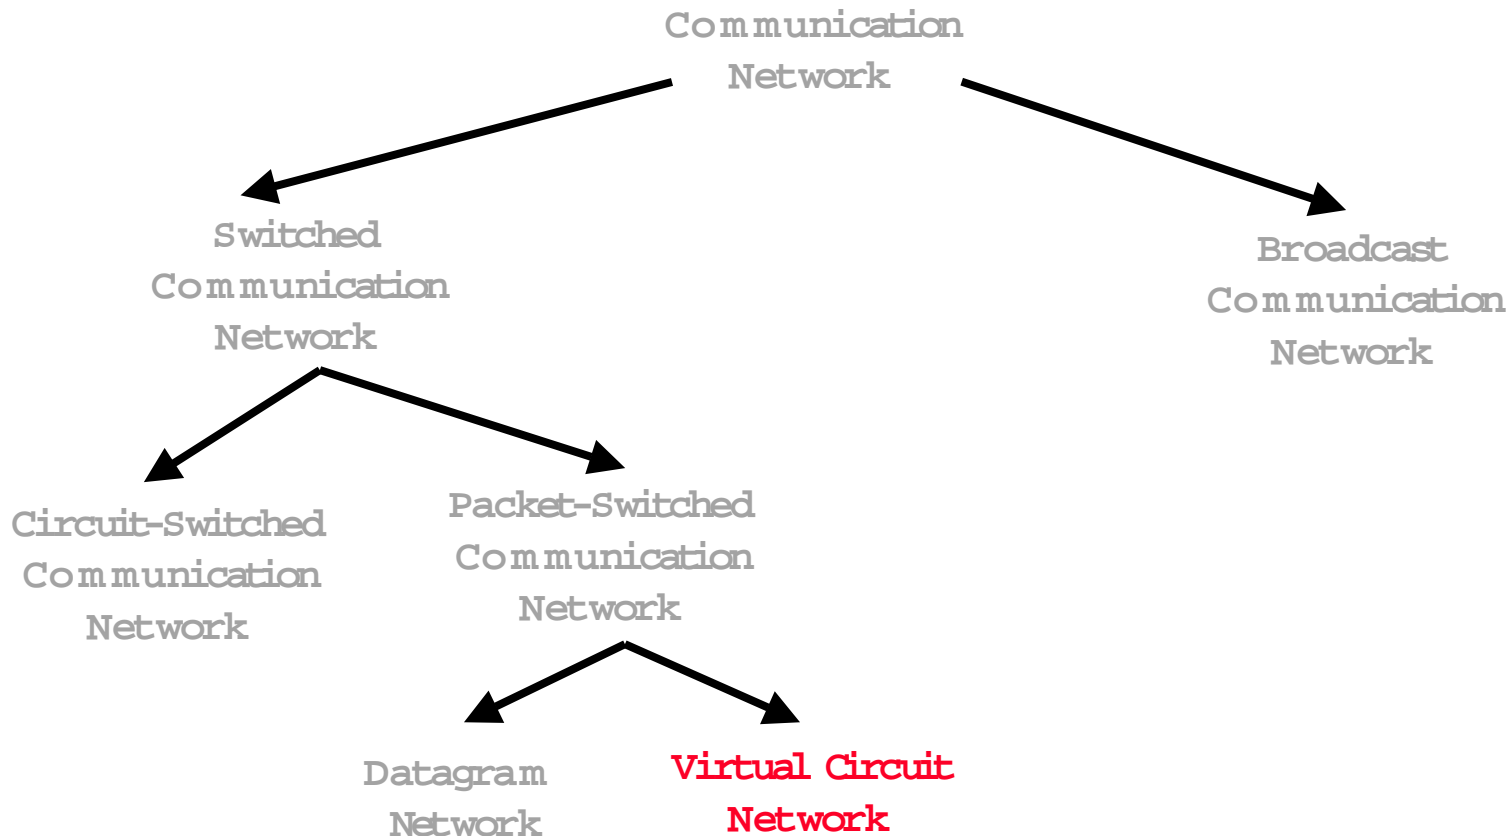 Communication
Network
Switched
Communication
Network
Broadcast
Communication
Network
Circuit-Switched
Communication
Network
Packet-Switched
Communication
Network
Datagram
Network
Virtual Circuit
Network